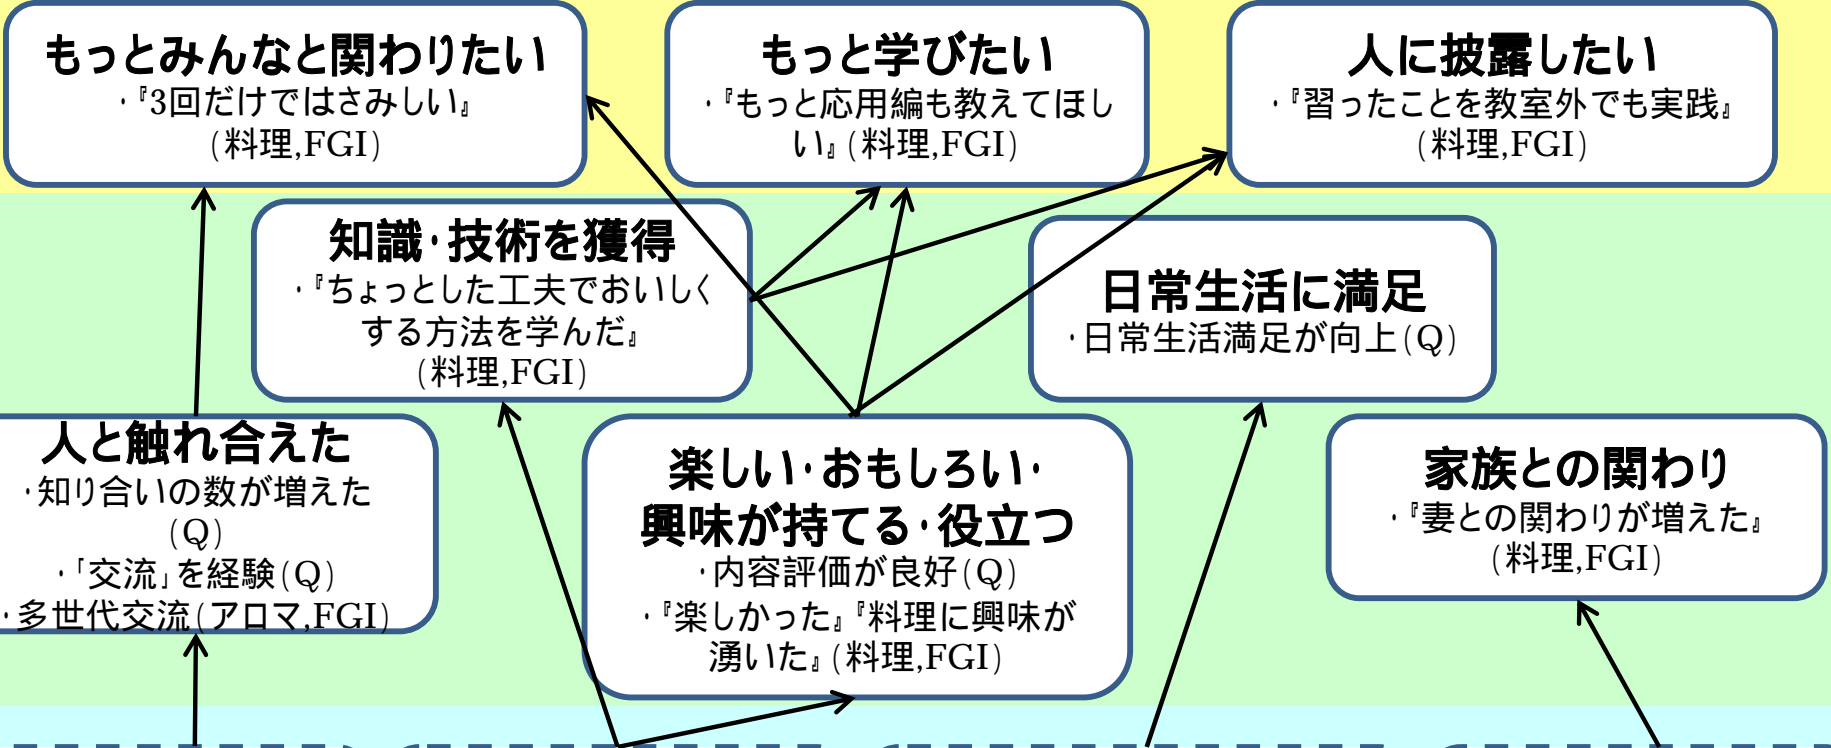 もっとみんなと関わりたい
・『3回だけではさみしい』
(料理,FGI)
もっと学びたい
・『もっと応用編も教えてほし
い』(料理,FGI)
人に披露したい
・『習ったことを教室外でも実践』
(料理,FGI)
知識・技術を獲得
・『ちょっとした工夫でおいしく
する方法を学んだ』
(料理,FGI)
日常生活に満足
・日常生活満足が向上(Q)
人と触れ合えた
・知り合いの数が増えた
(Q)
・「交流」を経験(Q)
・多世代交流(アロマ,FGI)
楽しい・おもしろい・
興味が持てる・役立つ
・内容評価が良好(Q)
・『楽しかった』『料理に興味が
湧いた』(料理,FGI)
家族との関わり
・『妻との関わりが増えた』
(料理,FGI)